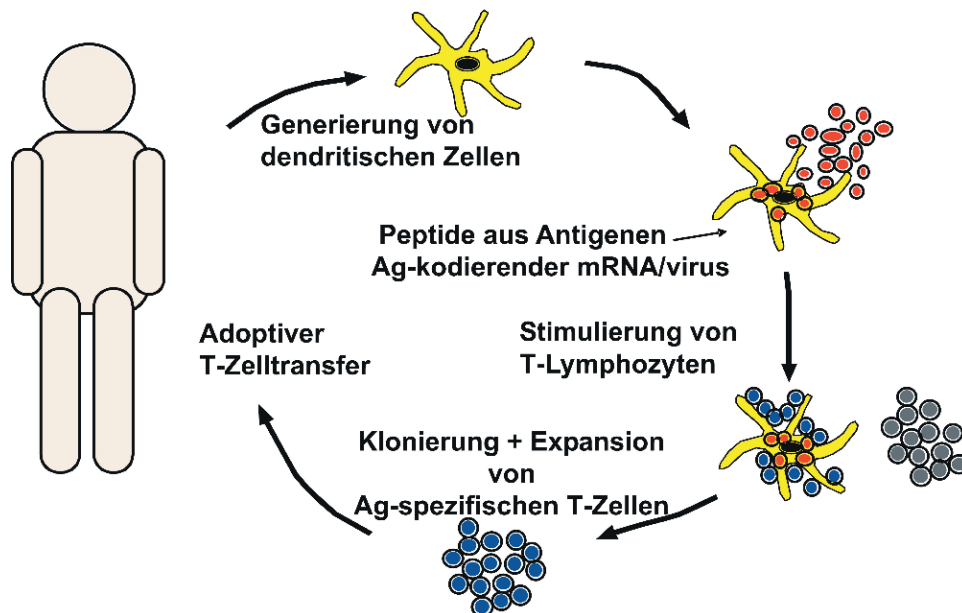 Generierung von
dendritischen Zellen
Peptide aus Antigenen
Ag-kodierender mRNA/virus
Stimulierung von
T-Lymphozyten
Adoptiver
T-Zelltransfer
Klonierung + Expansion
von
Ag-spezifischen T-Zellen